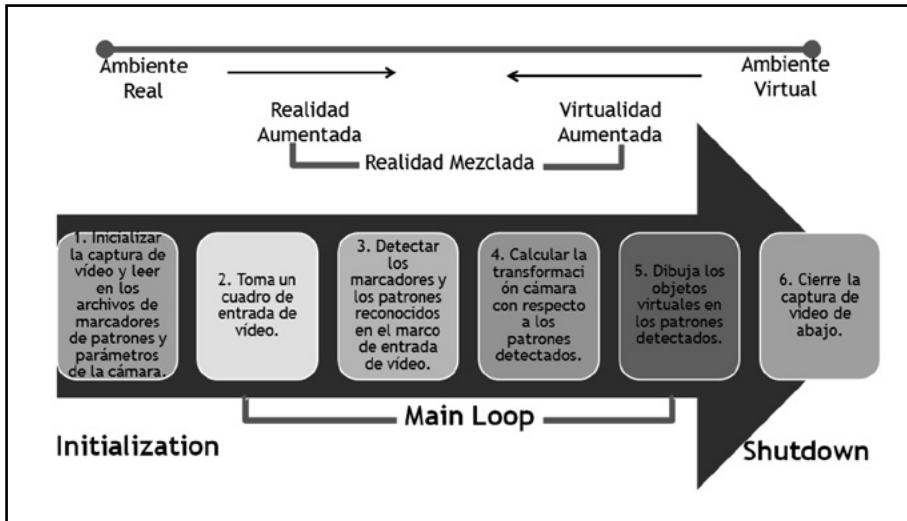 Ambiente
Real
Ambiente
Virtual
Realidad
Aumentada
Virtualidad
Aumentada
Realidad Mezclada
1. Inicializar
la captura de
vídeo y leer
en los
archivos de
marcadores
de patrones y
parámetros
de la cámara.
2. Toma un
cuadro de
entrada de
vídeo.
3. Detectar
los
marcadores y
los patrones
reconocidos
en el marco
de entrada
de vídeo.
4. Calcular la
transformaci
ón cámara
con respecto
a los
patrones
detectados.
5. Dibuja los
objetos
virtuales en
los patrones
detectados.
6. Cierre la
captura de
video de
abajo.
Main Loop
Initialization
Shutdown